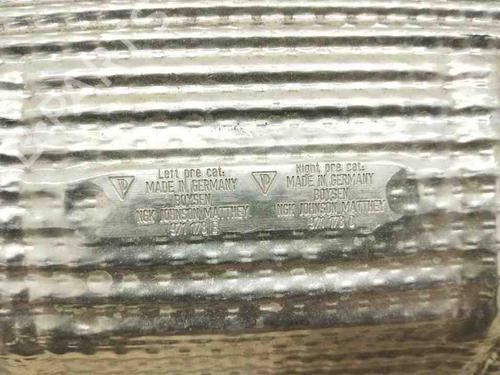 Left pre cat.
MADE IN GERMANY
BOYSEN
NGK JOHNSON MATTHEY
Right pre cat.
MADE IN GERMANY
BOYSEN
NGK JOHNSON MATTHEY